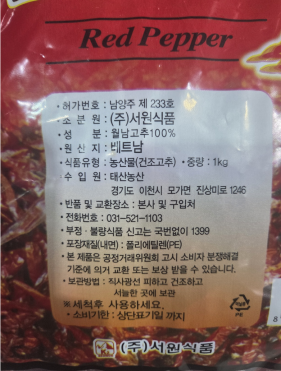 Red Pepper
· 허가번호 : 남양주 제 233호
· 소 분 원 : (주)서원식품
· 성 분 : 월남고추100%
· 원 산 지 : 베트남
· 식품유형 : 농산물(건조고추) · 중량 : 1kg
수 입 원 : 태산농산
경기도 이천시 모가면 진상미로 1246
· 반품 및 교환장소 : 본사 및 구입처
· 전화번호 : 031-521-1103
· 부정 · 불량식품 신고는 국번없이 1399
· 포장재질(내면) : 폴리에틸렌(PE)
· 본 제품은 공정거래위원회 고시 소비자 분쟁해결
기준에 의거 교환 또는 보상 받을 수 있습니다.
· 보관방법 : 직사광선 피하고 건조하고
서늘한 곳에 보관
※세척후 사용하세요.
· 소비기한 : 상단표기일 까지
PE
(주)서원식품